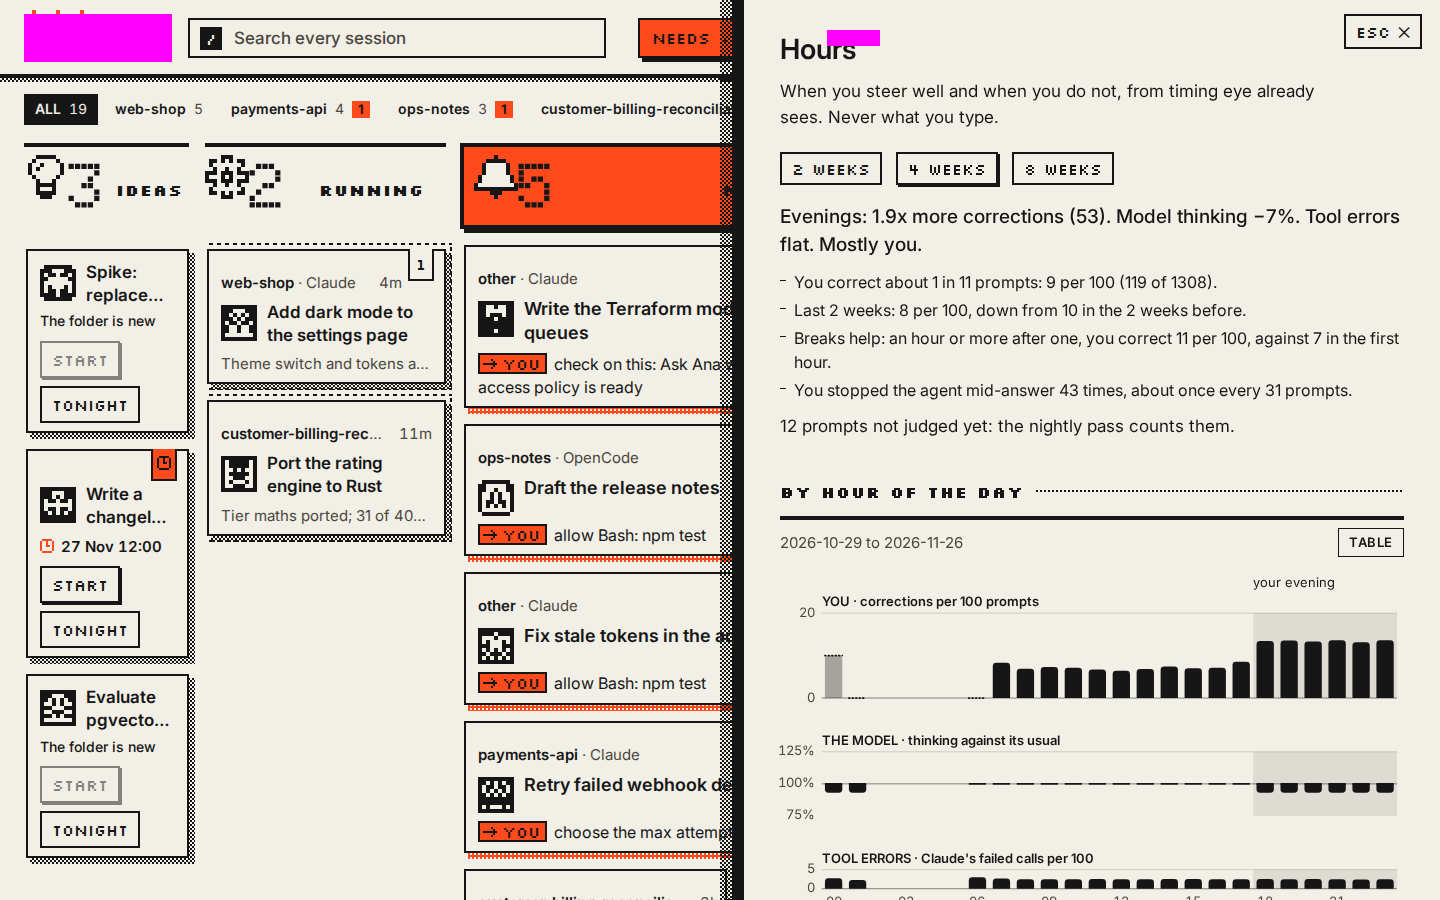 Search every session
NEEDS
ESC ×
Hours
When you steer well and when you do not, from timing eye already
sees. Never what you type.
2 WEEKS 4 WEEKS 8 WEEKS
Evenings: 1.9x more corrections (53). Model thinking −7%. Tool errors
flat. Mostly you.
You correct about 1 in 11 prompts: 9 per 100 (119 of 1308).
Last 2 weeks: 8 per 100, down from 10 in the 2 weeks before.
Breaks help: an hour or more after one, you correct 11 per 100, against 7 in the first
hour.
You stopped the agent mid-answer 43 times, about once every 31 prompts.
12 prompts not judged yet: the nightly pass counts them.
BY HOUR OF THE DAY
2026-10-29 to 2026-11-26
TABLE
your evening
YOU · corrections per 100 prompts
20
0
THE MODEL · thinking against its usual
125%
100%
75%
TOOL ERRORS · Claude's failed calls per 100
5
0
ALL 19 web-shop 5 payments-api 4 1 ops-notes 3 1
3 IDEAS
2 RUNNING
5
Spike:
replace...
The folder is new
START
TONIGHT
Write a
changel...
27 Nov 12:00
START
TONIGHT
Evaluate
pgvecto...
The folder is new
START
TONIGHT
1
web-shop · Claude 4m
Add dark mode to
the settings page
Theme switch and tokens a...
customer-billing-rec... 11m
Port the rating
engine to Rust
Tier maths ported; 31 of 40...
other · Claude
Write the Terraform
queues
→ YOU check on this: Ask Ana
access policy is ready
ops-notes · OpenCode
Draft the release notes
→ YOU allow Bash: npm test
other · Claude
Fix stale tokens in the
→ YOU allow Bash: npm test
payments-api · Claude
Retry failed webhook
→ YOU choose the max